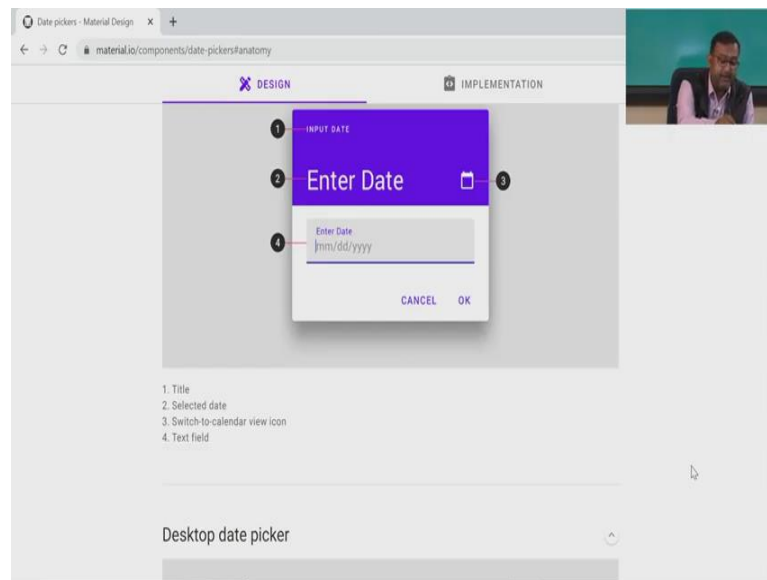 Date pickers - Material Design
material.io/components/date-pickers#anatomy
DESIGN
IMPLEMENTATION
1
INPUT DATE
2
Enter Date
3
4
Enter Date
mm/dd/yyyy
CANCEL OK
1. Title
2. Selected date
3. Switch-to-calendar view icon
4. Text field
Desktop date picker